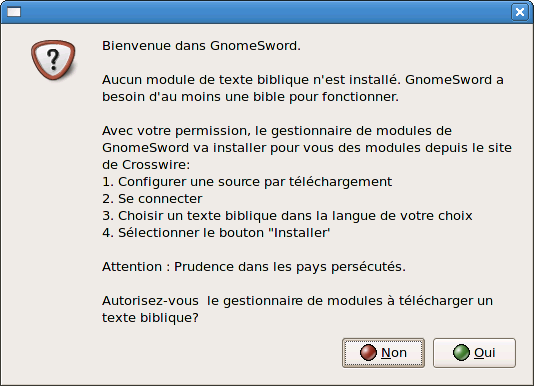 Bienvenue dans GnomeSword.
Aucun module de texte biblique n'est installé. GnomeSword a
besoin d'au moins une bible pour fonctionner.
Avec votre permission, le gestionnaire de modules de
GnomeSword va installer pour vous des modules depuis le site
de Crosswire:
1. Configurer une source par téléchargement
2. Se connecter
3. Choisir un texte biblique dans la langue de votre choix
4. Sélectionner le bouton "Installer'
Attention : Prudence dans les pays persécutés.
Autorisez-vous  le gestionnaire de modules à télécharger un
texte biblique?
Non
Oui